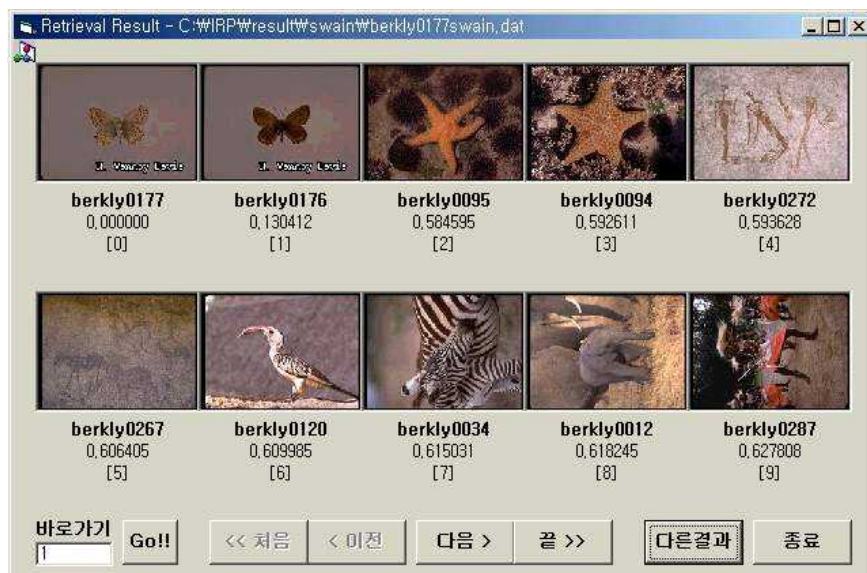 Retrieval Result - C:₩IRP₩result₩swain₩berkly0177swain.dat
berkly0177 berkly0176 berkly0095 berkly0094 berkly0272
0.000000 0.130412 0.584595 0.592611 0.593628
[0] [1] [2] [3] [4]
berkly0267 berkly0120 berkly0034 berkly0012 berkly0287
0.606405 0.609985 0.615031 0.618245 0.627808
[5] [6] [7] [8] [9]
바로가기
1
Go!!
<< 처음
< 이전
다음 >
끝 >>
다른결과
종료